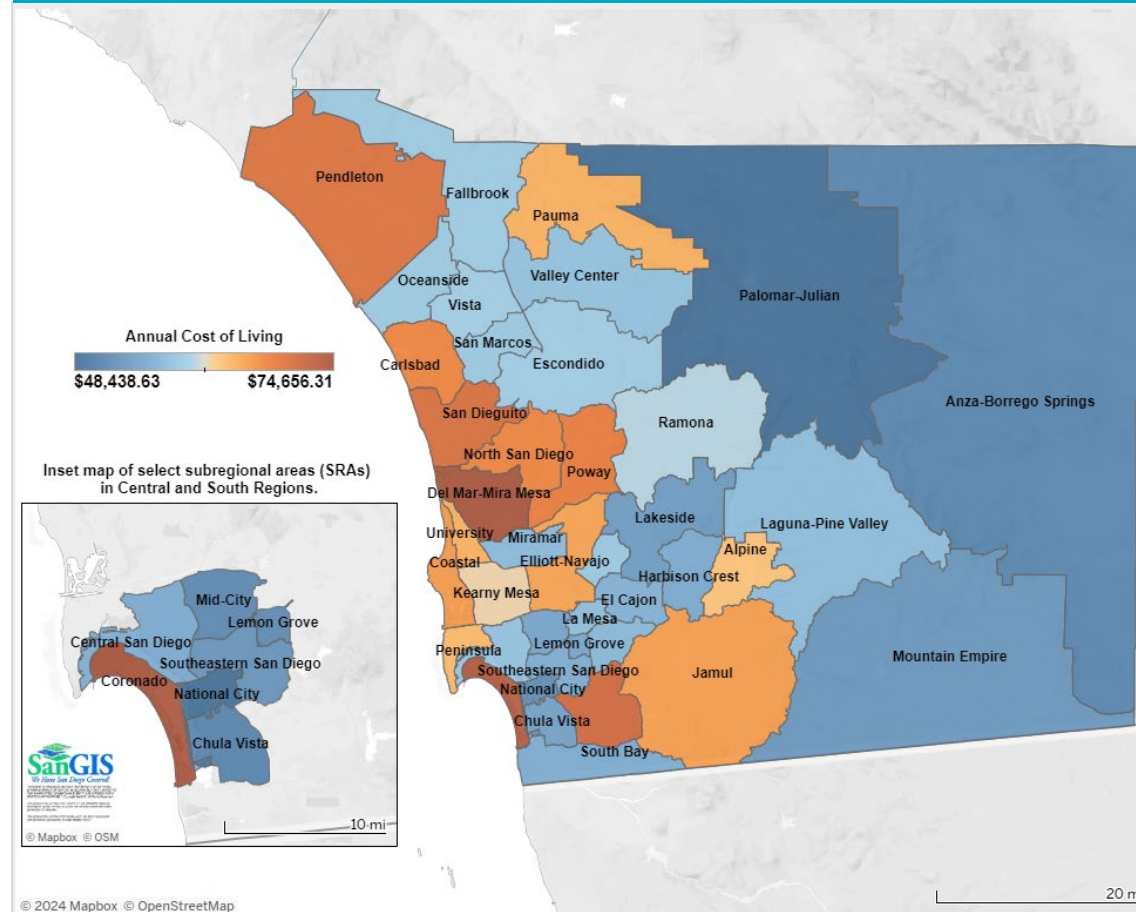 Pendleton
Fallbrook
Pauma
Oceanside
Valley Center
Vista
Palomar-Julian
Annual Cost of Living
$48,438.63 $74,656.31
San Marcos
Carlsbad
Escondido
Anza-Borrego Springs
San Dieguito
Ramona
North San Diego
Poway
Inset map of select subregional areas (SRAs)
in Central and South Regions.
Del Mar-Mira Mesa
Lakeside
Laguna-Pine Valley
University
Miramar
Alpine
Coastal
Elliott-Navajo
Harbison Crest
Kearny Mesa
El Cajon
La Mesa
Peninsula
Lemon Grove
Mountain Empire
Southeastern San Diego
Jamul
National City
Chula Vista
South Bay
Mid-City
Lemon Grove
Central San Diego
Southeastern San Diego
Coronado
National City
Chula Vista
SanGIS
We Have San Diego Covered!
10 mi
© Mapbox © OSM
20 m
© 2024 Mapbox © OpenStreetMap